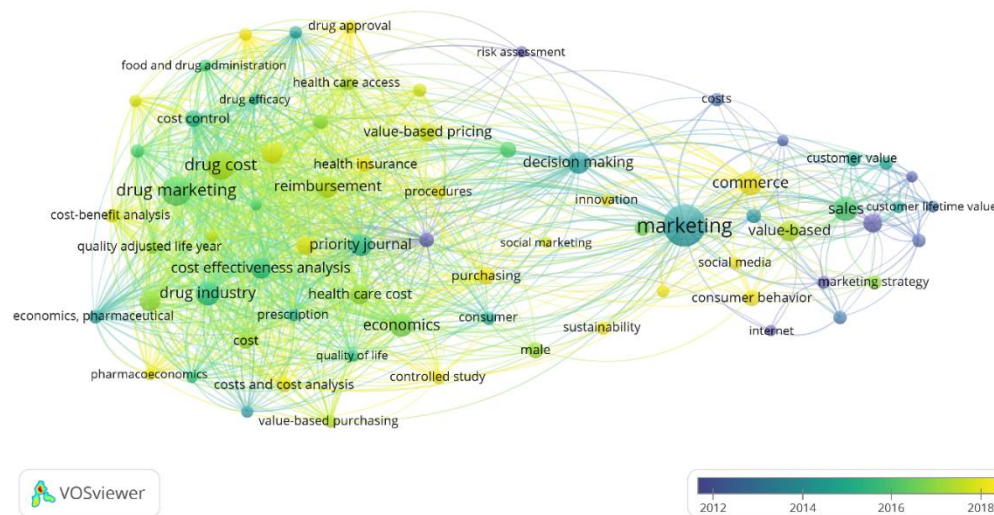 drug approval
risk assessment
food and drug administration
health care access
drug efficacy
costs
cost control
value-based pricing
drug cost
health insurance
decision making
customer value
drug marketing
reimbursement
procedures
commerce
innovation
cost-benefit analysis
sales
customer lifetime value
marketing
value-based
quality adjusted life year
priority journal
social marketing
cost effectiveness analysis
purchasing
social media
drug industry
health care cost
consumer behavior
marketing strategy
economics, pharmaceutical
prescription
economics
consumer
sustainability
internet
cost
quality of life
male
pharmacoeconomics
costs and cost analysis
controlled study
value-based purchasing
VOSviewer
2012 2014 2016 2018